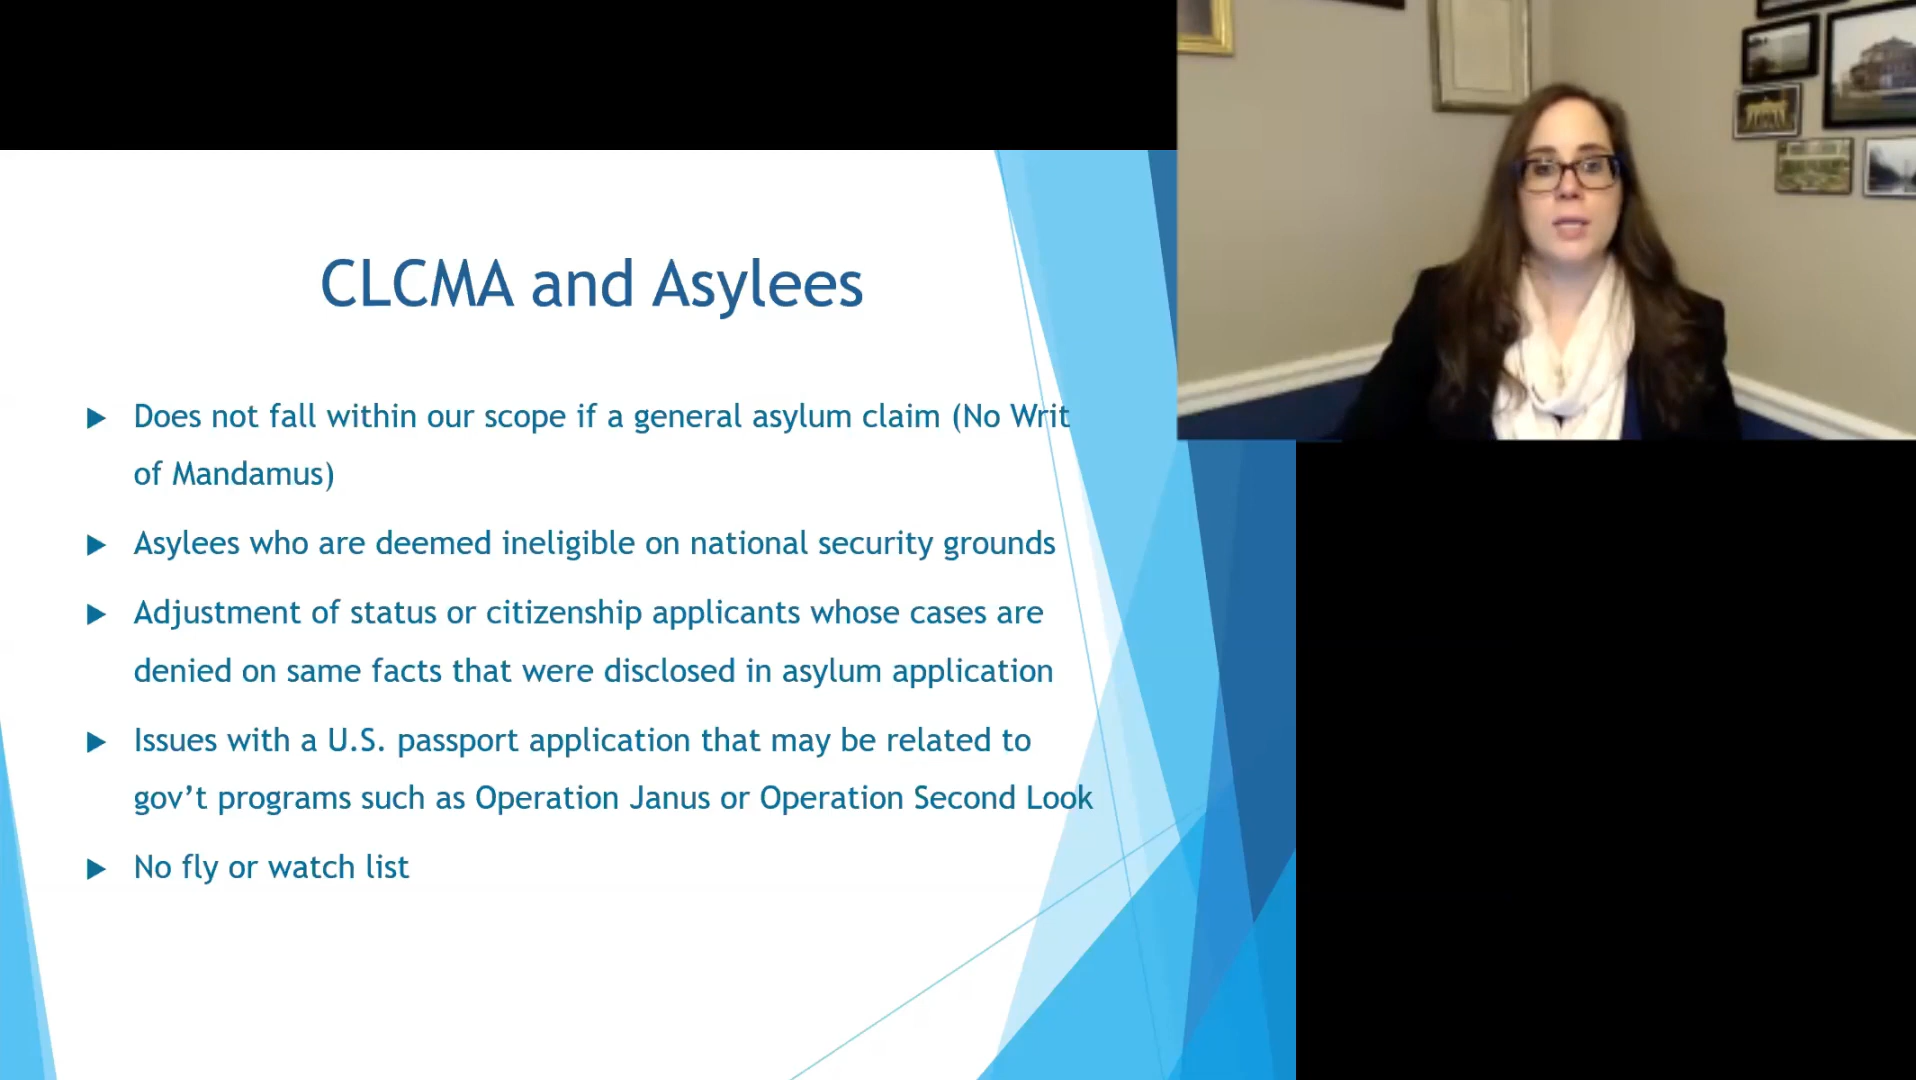 CLCMA and Asylees
Does not fall within our scope if a general asylum claim (No Writ
of Mandamus)
Asylees who are deemed ineligible on national security grounds
Adjustment of status or citizenship applicants whose cases are
denied on same facts that were disclosed in asylum application
Issues with a U.S. passport application that may be related to
gov’t programs such as Operation Janus or Operation Second Look
No fly or watch list